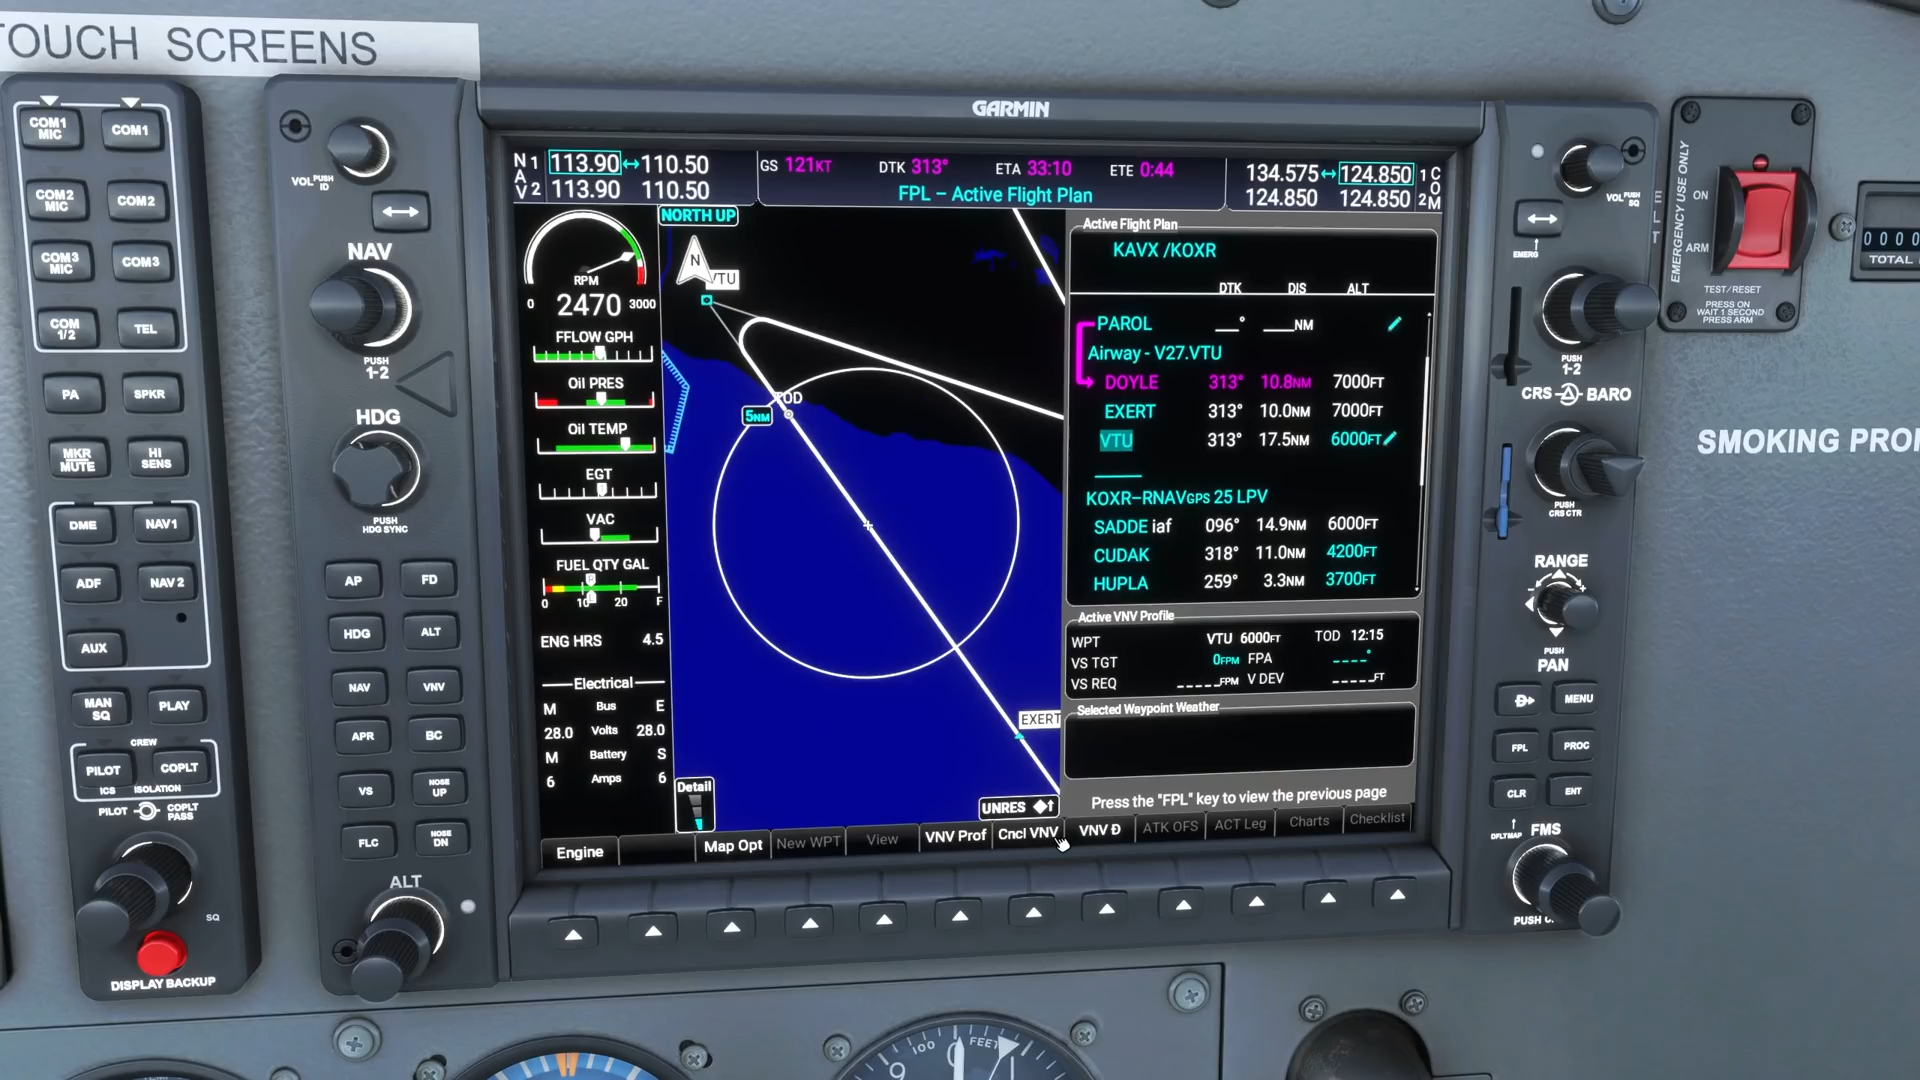 TOUCH SCREENS
COM1 MIC
COM1
COM2 MIC
COM2
COM3 MIC
COM3
COM 1/2
TEL
PA
SPKR
MKR MUTE
HI SENS
DME
NAV1
ADF
NAV 2
AUX
MAN SQ
PLAY
CREW
PILOT
COPLT
ICS ISOLATION
PILOT
COPLT PASS
SQ
DISPLAY BACKUP
VOL PUSH ID
NAV
PUSH 1-2
HDG
PUSH HDG SYNC
AP
FD
HDG
ALT
NAV
VNV
APR
BC
VS
NOSE UP
FLC
NOSE DN
ALT
GARMIN
NAV
1 113.90↔110.50
2 113.90 110.50
GS 121KT DTK 313° ETA 33:10 ETE 0:44
FPL – Active Flight Plan
134.575↔124.850 1
124.850 124.850 2
COM
RPM
0 2470 3000
FFLOW GPH
Oil PRES
Oil TEMP
EGT
VAC
FUEL QTY GAL
R
L
0 10 20 F
ENG HRS 4.5
Electrical
M Bus E
28.0 Volts 28.0
M Battery S
6 Amps 6
NORTH UP
N
VTU
TOD
5NM
EXERT
Detail
UNRES
Active Flight Plan
KAVX /KOXR
DTK DIS ALT
PAROL ___° ____NM
Airway - V27.VTU
DOYLE 313° 10.8NM 7000FT
EXERT 313° 10.0NM 7000FT
VTU 313° 17.5NM 6000FT
KOXR–RNAVGPS 25 LPV
SADDE iaf 096° 14.9NM 6000FT
CUDAK 318° 11.0NM 4200FT
HUPLA 259° 3.3NM 3700FT
Active VNV Profile
WPT VTU 6000FT TOD 12:15
VS TGT 0FPM FPA ----°
VS REQ -----FPM V DEV -----FT
Selected Waypoint Weather
Press the "FPL" key to view the previous page
Engine
Map Opt
New WPT
View
VNV Prof
Cncl VNV
VNV Đ
ATK OFS
ACT Leg
Charts
Checklist
VOL PUSH SQ
EMERG
PUSH 1-2
CRS BARO
PUSH CRS CTR
RANGE
- +
PUSH
PAN
MENU
FPL
PROC
CLR
ENT
DFLT MAP
FMS
EMERGENCY USE ONLY
ON
ARM
TEST/RESET
PRESS ON
WAIT 1 SECOND
PRESS ARM
0000
TOTAL
SMOKING PRO
100 FEET
9 0